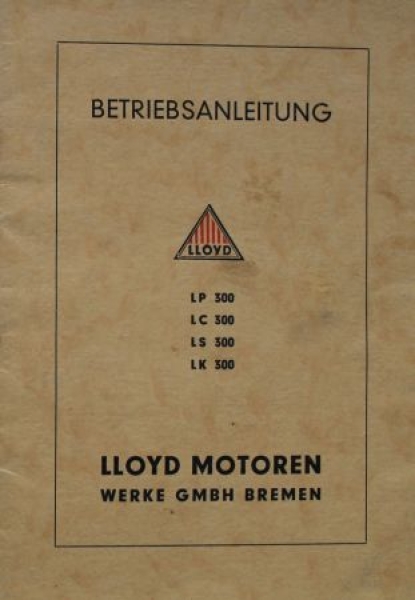 BETRIEBSANLEITUNG
LLOYD
LP 300
LC 300
LS 300
LK 300
LLOYD MOTOREN
WERKE GMBH BREMEN